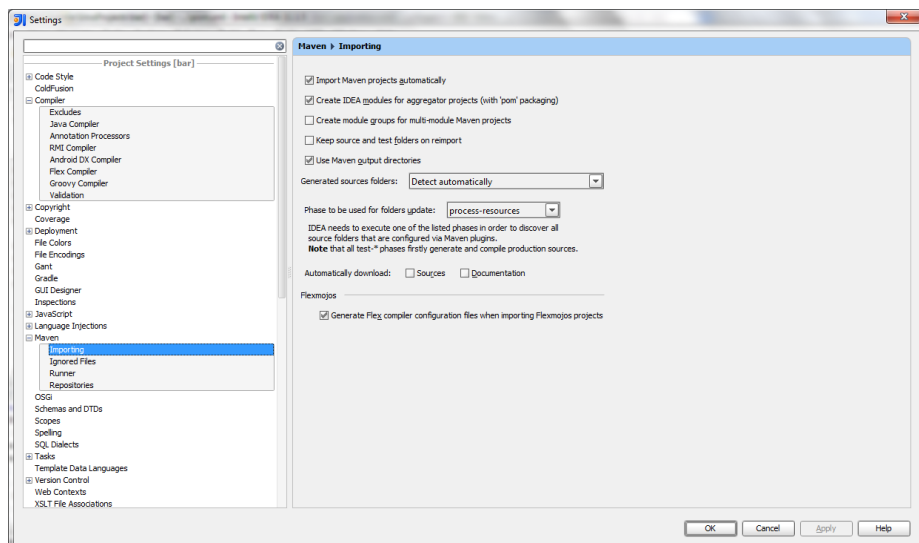 Settings
Project Settings [bar]
Code Style
ColdFusion
Compiler
Excludes
Java Compiler
Annotation Processors
RMI Compiler
Android DX Compiler
Flex Compiler
Groovy Compiler
Validation
Copyright
Coverage
Deployment
File Colors
File Encodings
Gant
Gradle
GUI Designer
Inspections
JavaScript
Language Injections
Maven
Importing
Ignored Files
Runner
Repositories
OSGi
Schemas and DTDs
Scopes
Spelling
SQL Dialects
Tasks
Template Data Languages
Version Control
Web Contexts
XSLT File Associations
Maven Importing
Import Maven projects automatically
Create IDEA modules for aggregator projects (with 'pom' packaging)
Create module groups for multi-module Maven projects
Keep source and test folders on reimport
Use Maven output directories
Generated sources folders: Detect automatically
Phase to be used for folders update: process-resources
IDEA needs to execute one of the listed phases in order to discover all
source folders that are configured via Maven plugins.
Note that all test-* phases firstly generate and compile production sources.
Automatically download: Sources Documentation
Flexmojos
Generate Flex compiler configuration files when importing Flexmojos projects
OK Cancel Apply Help